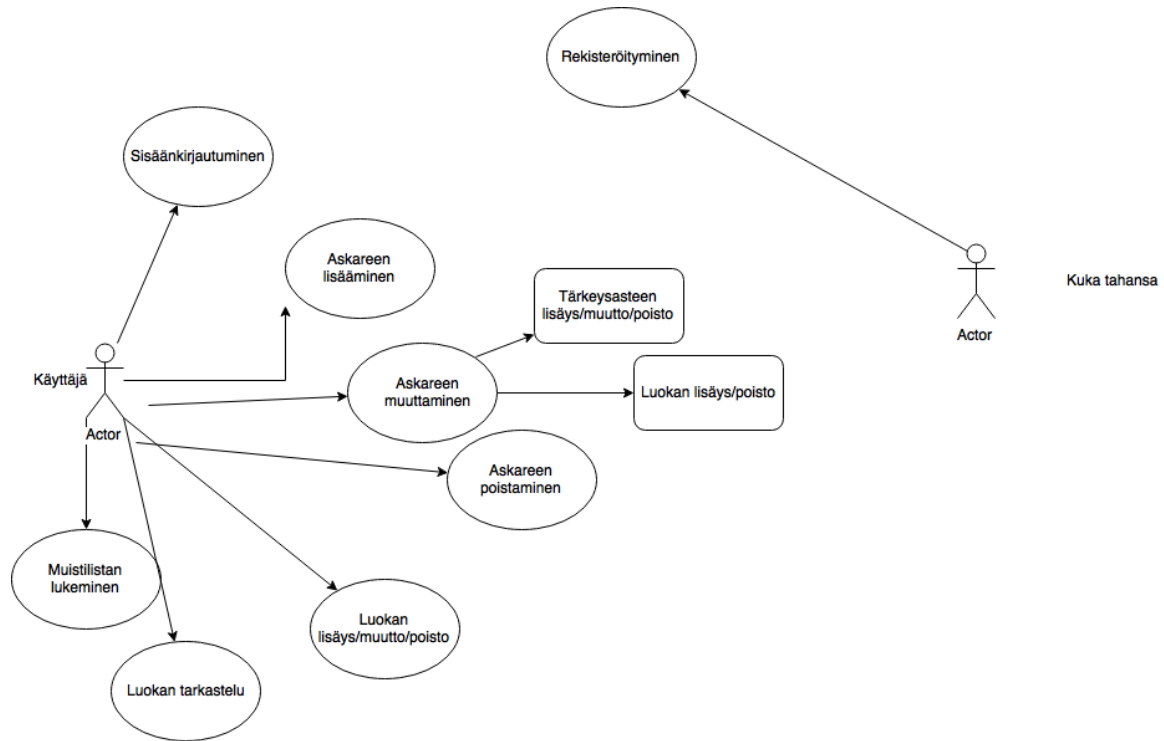 Rekisteröityminen
Sisäänkirjautuminen
Askareen
lisääminen
Kuka tahansa
Actor
Tärkeysasteen
lisäys/muutto/poisto
Käyttäjä
Actor
Askareen
muuttaminen
Luokan lisäys/poisto
Askareen
poistaminen
Muistilistan
lukeminen
Luokan
lisäys/muutto/poisto
Luokan tarkastelu